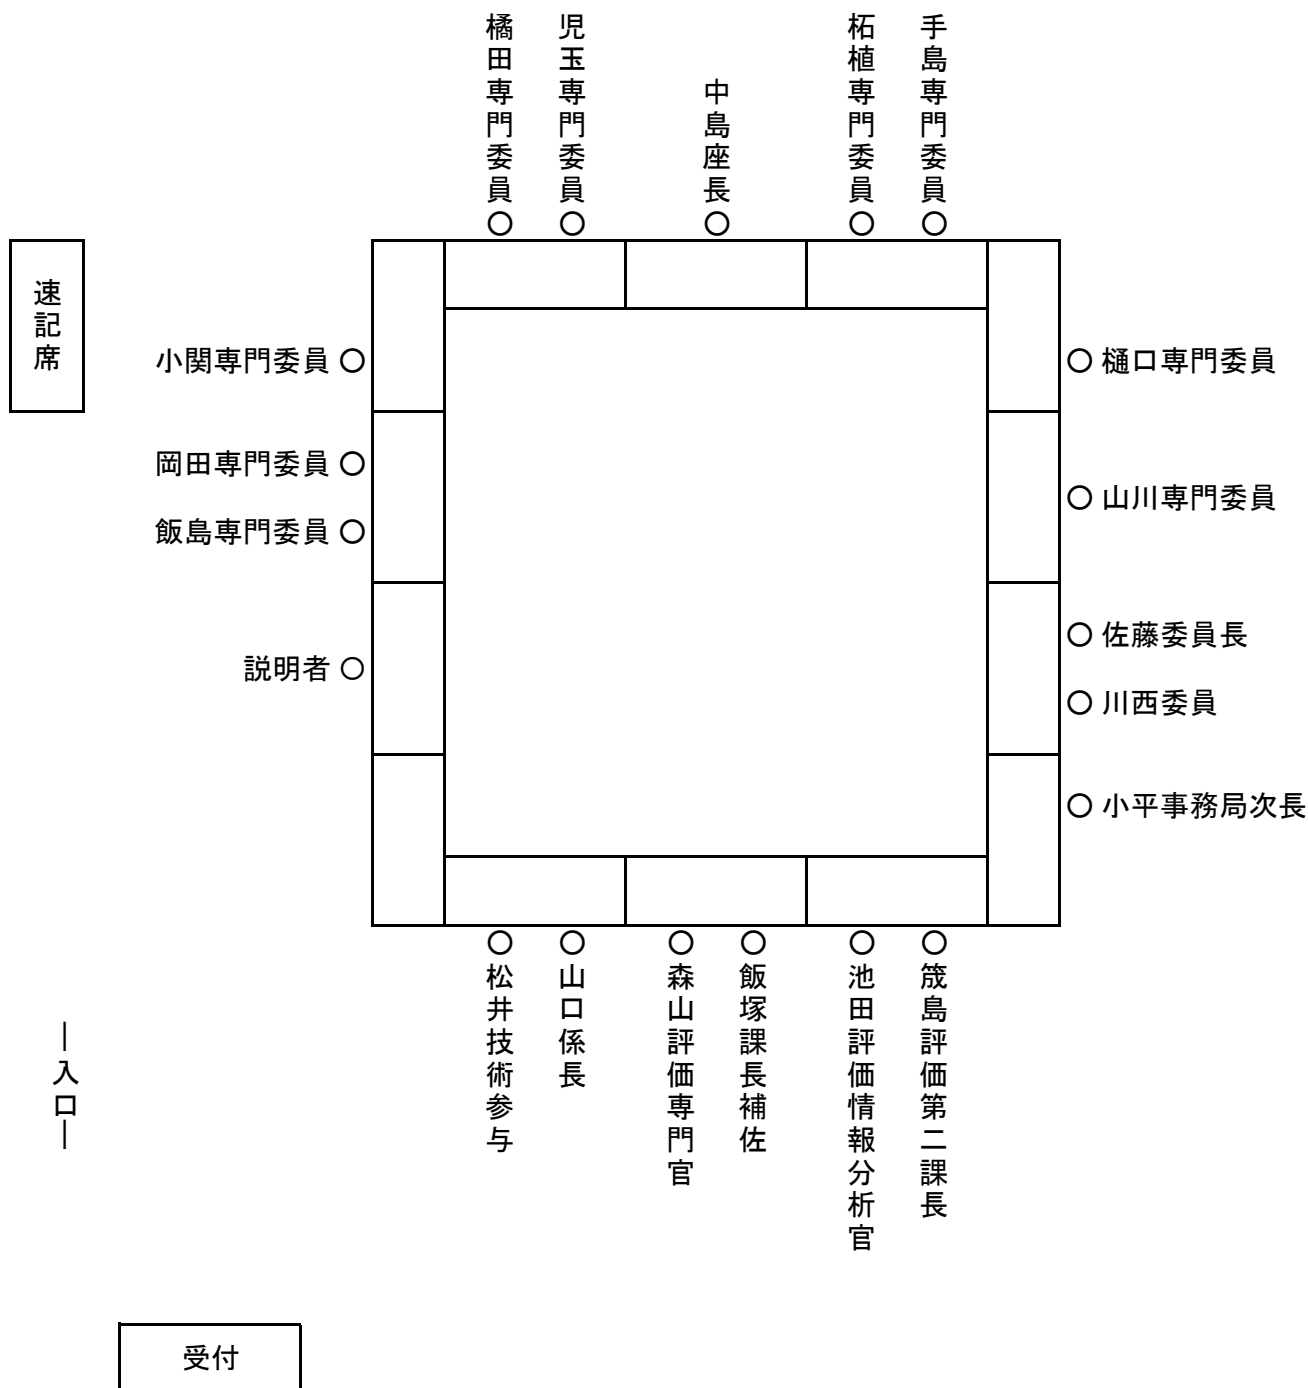 橘田専門委員○
児玉専門委員○
中島座長○
柘植専門委員○
手島専門委員○
速記席
小関専門委員 ○
○ 樋口専門委員
岡田専門委員 ○
○ 山川専門委員
飯島専門委員 ○
○ 佐藤委員長
説明者 ○
○ 川西委員
○ 小平事務局次長
○松井技術参与
○山口係長
○森山評価専門官
○飯塚課長補佐
○池田評価情報分析官
○筬島評価第二課長
|入口|
受付